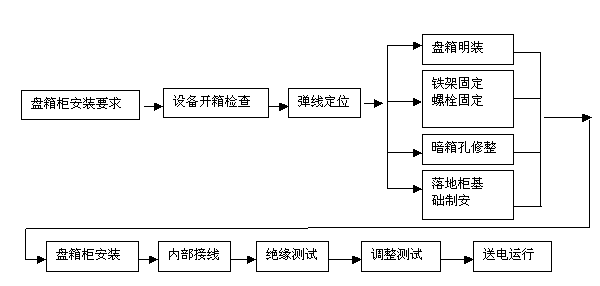 盘箱柜安装要求
设备开箱检查
弹线定位
盘箱明装
铁架固定
螺栓固定
暗箱孔修整
落地柜基
础制安
盘箱柜安装
内部接线
绝缘测试
调整测试
送电运行